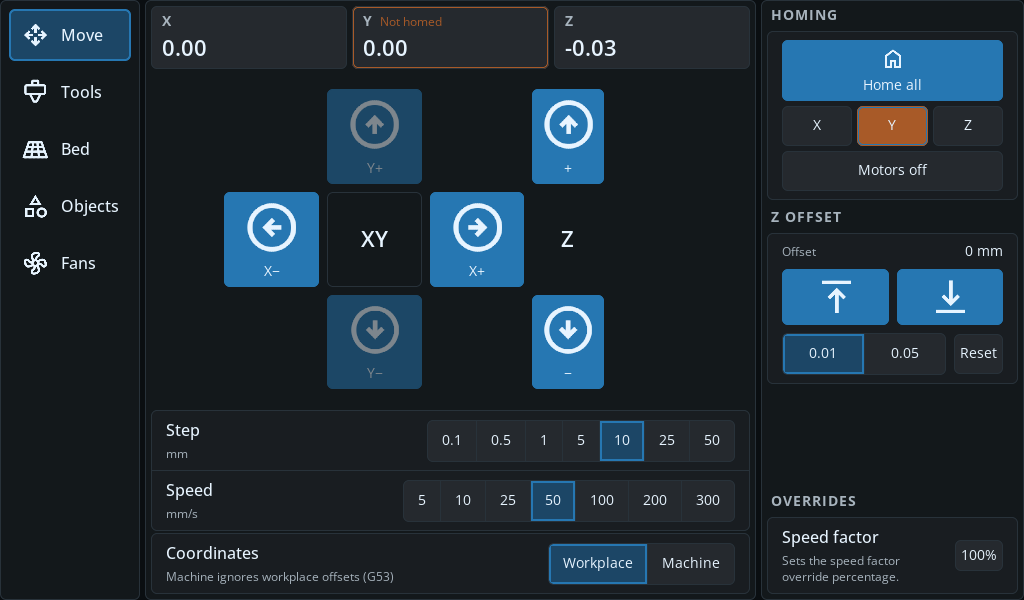 Move
Tools
Bed
Objects
Fans
X
0.00
Y Not homed
0.00
Z
-0.03
Y+
+
X−
XY
X+
Z
Y−
−
Step
mm
0.1 0.5 1 5 10 25 50
Speed
mm/s
5 10 25 50 100 200 300
Coordinates
Machine ignores workplace offsets (G53)
Workplace Machine
HOMING
Home all
X Y Z
Motors off
Z OFFSET
Offset 0 mm
0.01 0.05 Reset
OVERRIDES
Speed factor
Sets the speed factor
override percentage.
100%